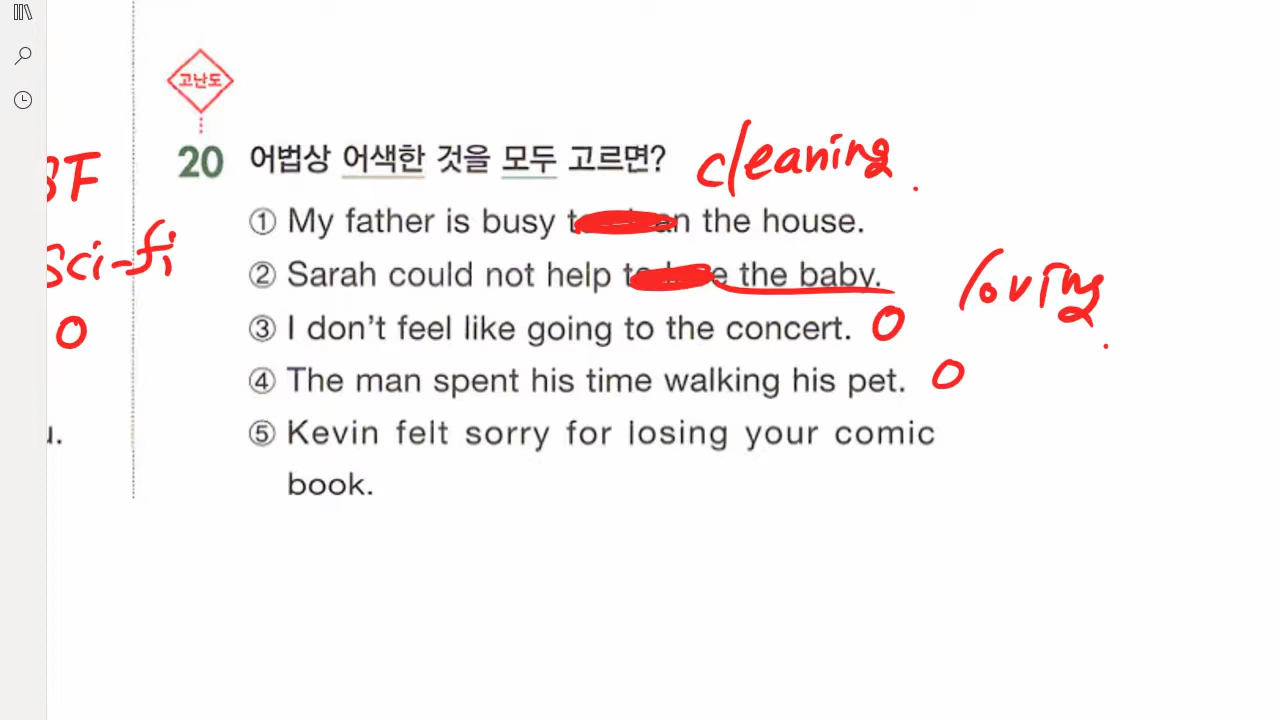 고난도
20 어법상 어색한 것을 모두 고르면? cleaning.
SF
① My father is busy the house.
Sci-fi
② Sarah could not help the baby. loving.
③ I don't feel like going to the concert. O
O
④ The man spent his time walking his pet. O
u. ⑤ Kevin felt sorry for losing your comic
book.